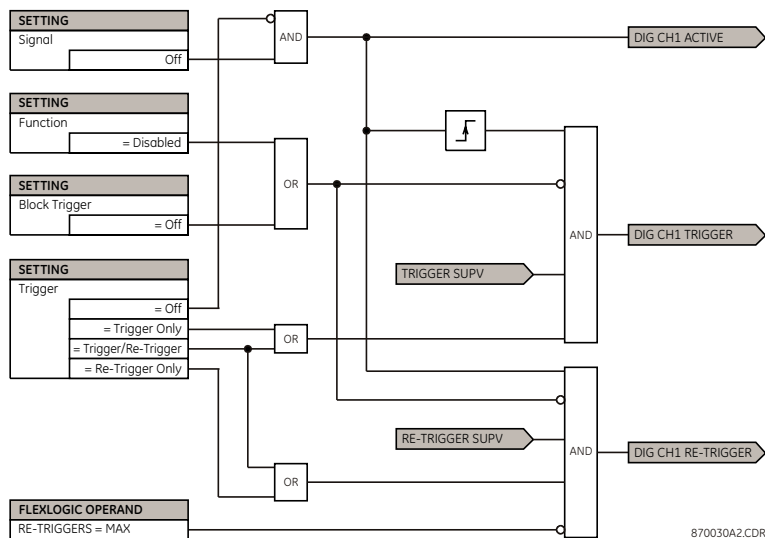 SETTING
Signal
Off
AND
DIG CH1 ACTIVE
SETTING
Function
= Disabled
OR
SETTING
Block Trigger
= Off
AND
DIG CH1 TRIGGER
TRIGGER SUPV
SETTING
Trigger
= Off
= Trigger Only
= Trigger/Re-Trigger
= Re-Trigger Only
OR
RE-TRIGGER SUPV
AND
DIG CH1 RE-TRIGGER
OR
FLEXLOGIC OPERAND
RE-TRIGGERS = MAX
870030A2.CDR